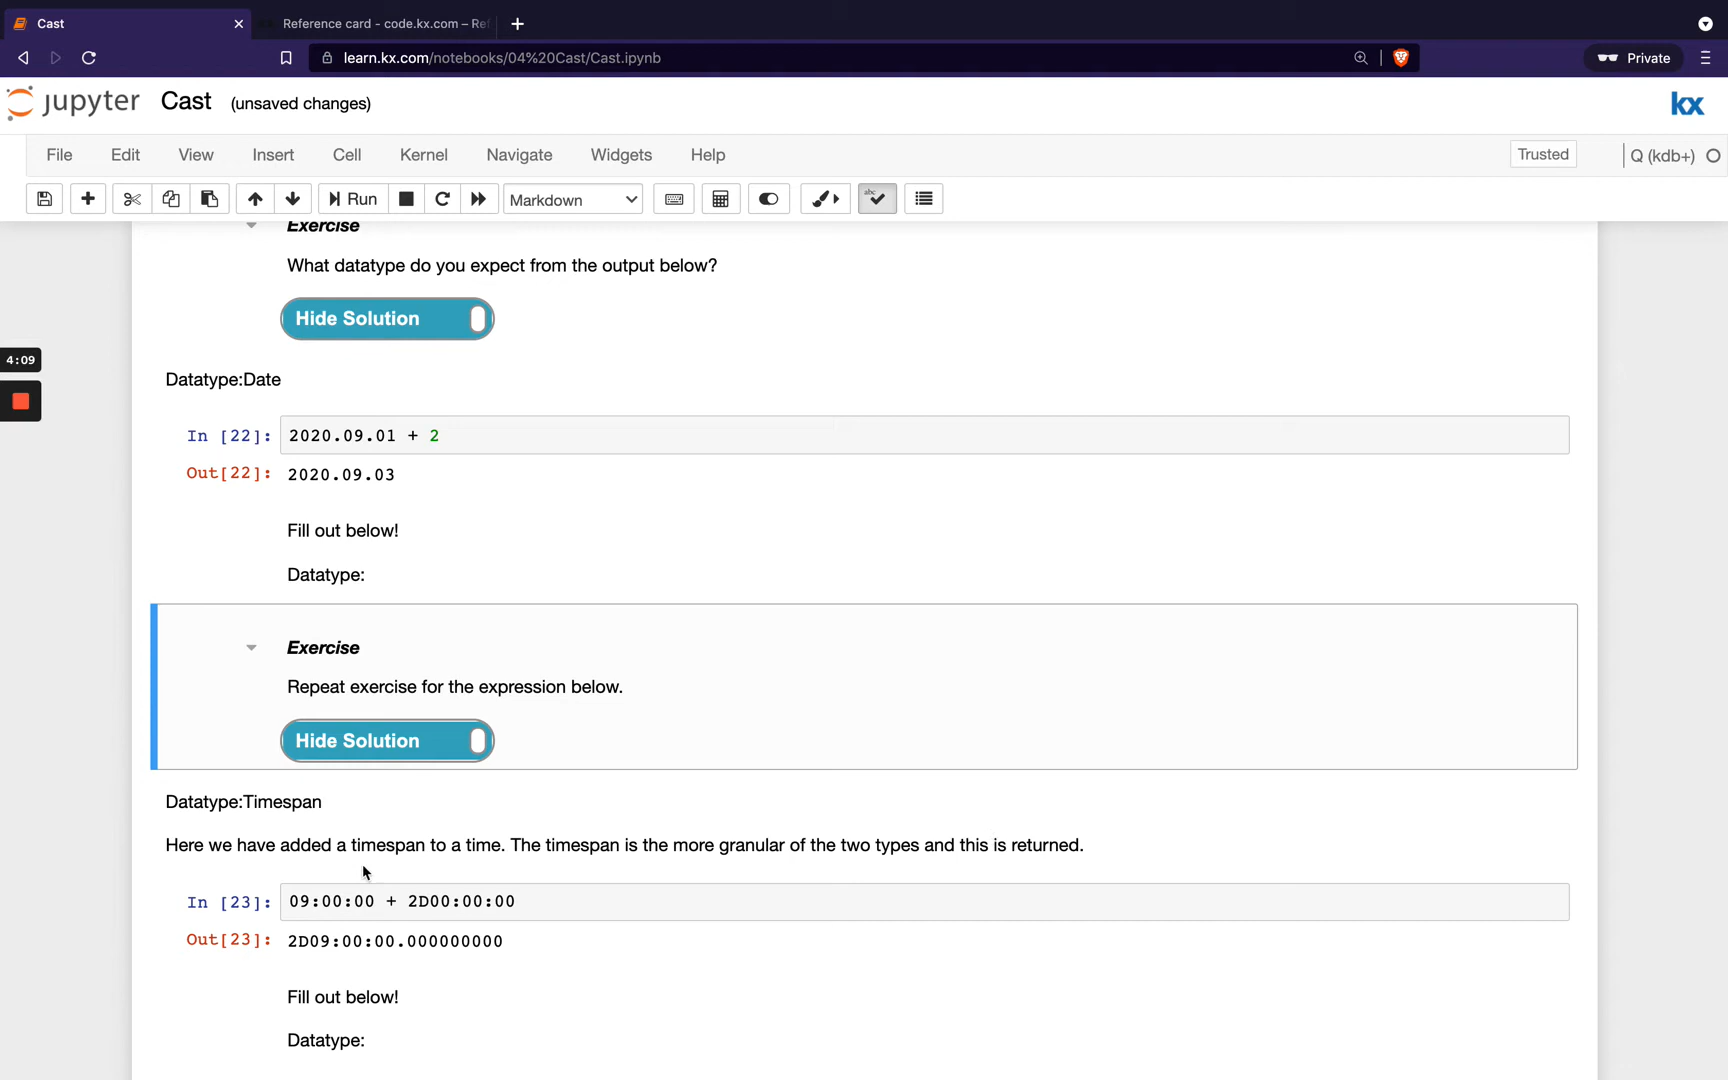 Cast
Reference card - code.kx.com – Re
learn.kx.com/notebooks/04%20Cast/Cast.ipynb
Private
jupyter Cast (unsaved changes)
kx
File Edit View Insert Cell Kernel Navigate Widgets Help
Trusted
Q (kdb+)
Run
Markdown
abc
Exercise
What datatype do you expect from the output below?
Hide Solution
4:09
Datatype:Date
In [22]: 2020.09.01 + 2
Out[22]: 2020.09.03
Fill out below!
Datatype:
Exercise
Repeat exercise for the expression below.
Hide Solution
Datatype:Timespan
Here we have added a timespan to a time. The timespan is the more granular of the two types and this is returned.
In [23]: 09:00:00 + 2D00:00:00
Out[23]: 2D09:00:00.000000000
Fill out below!
Datatype: